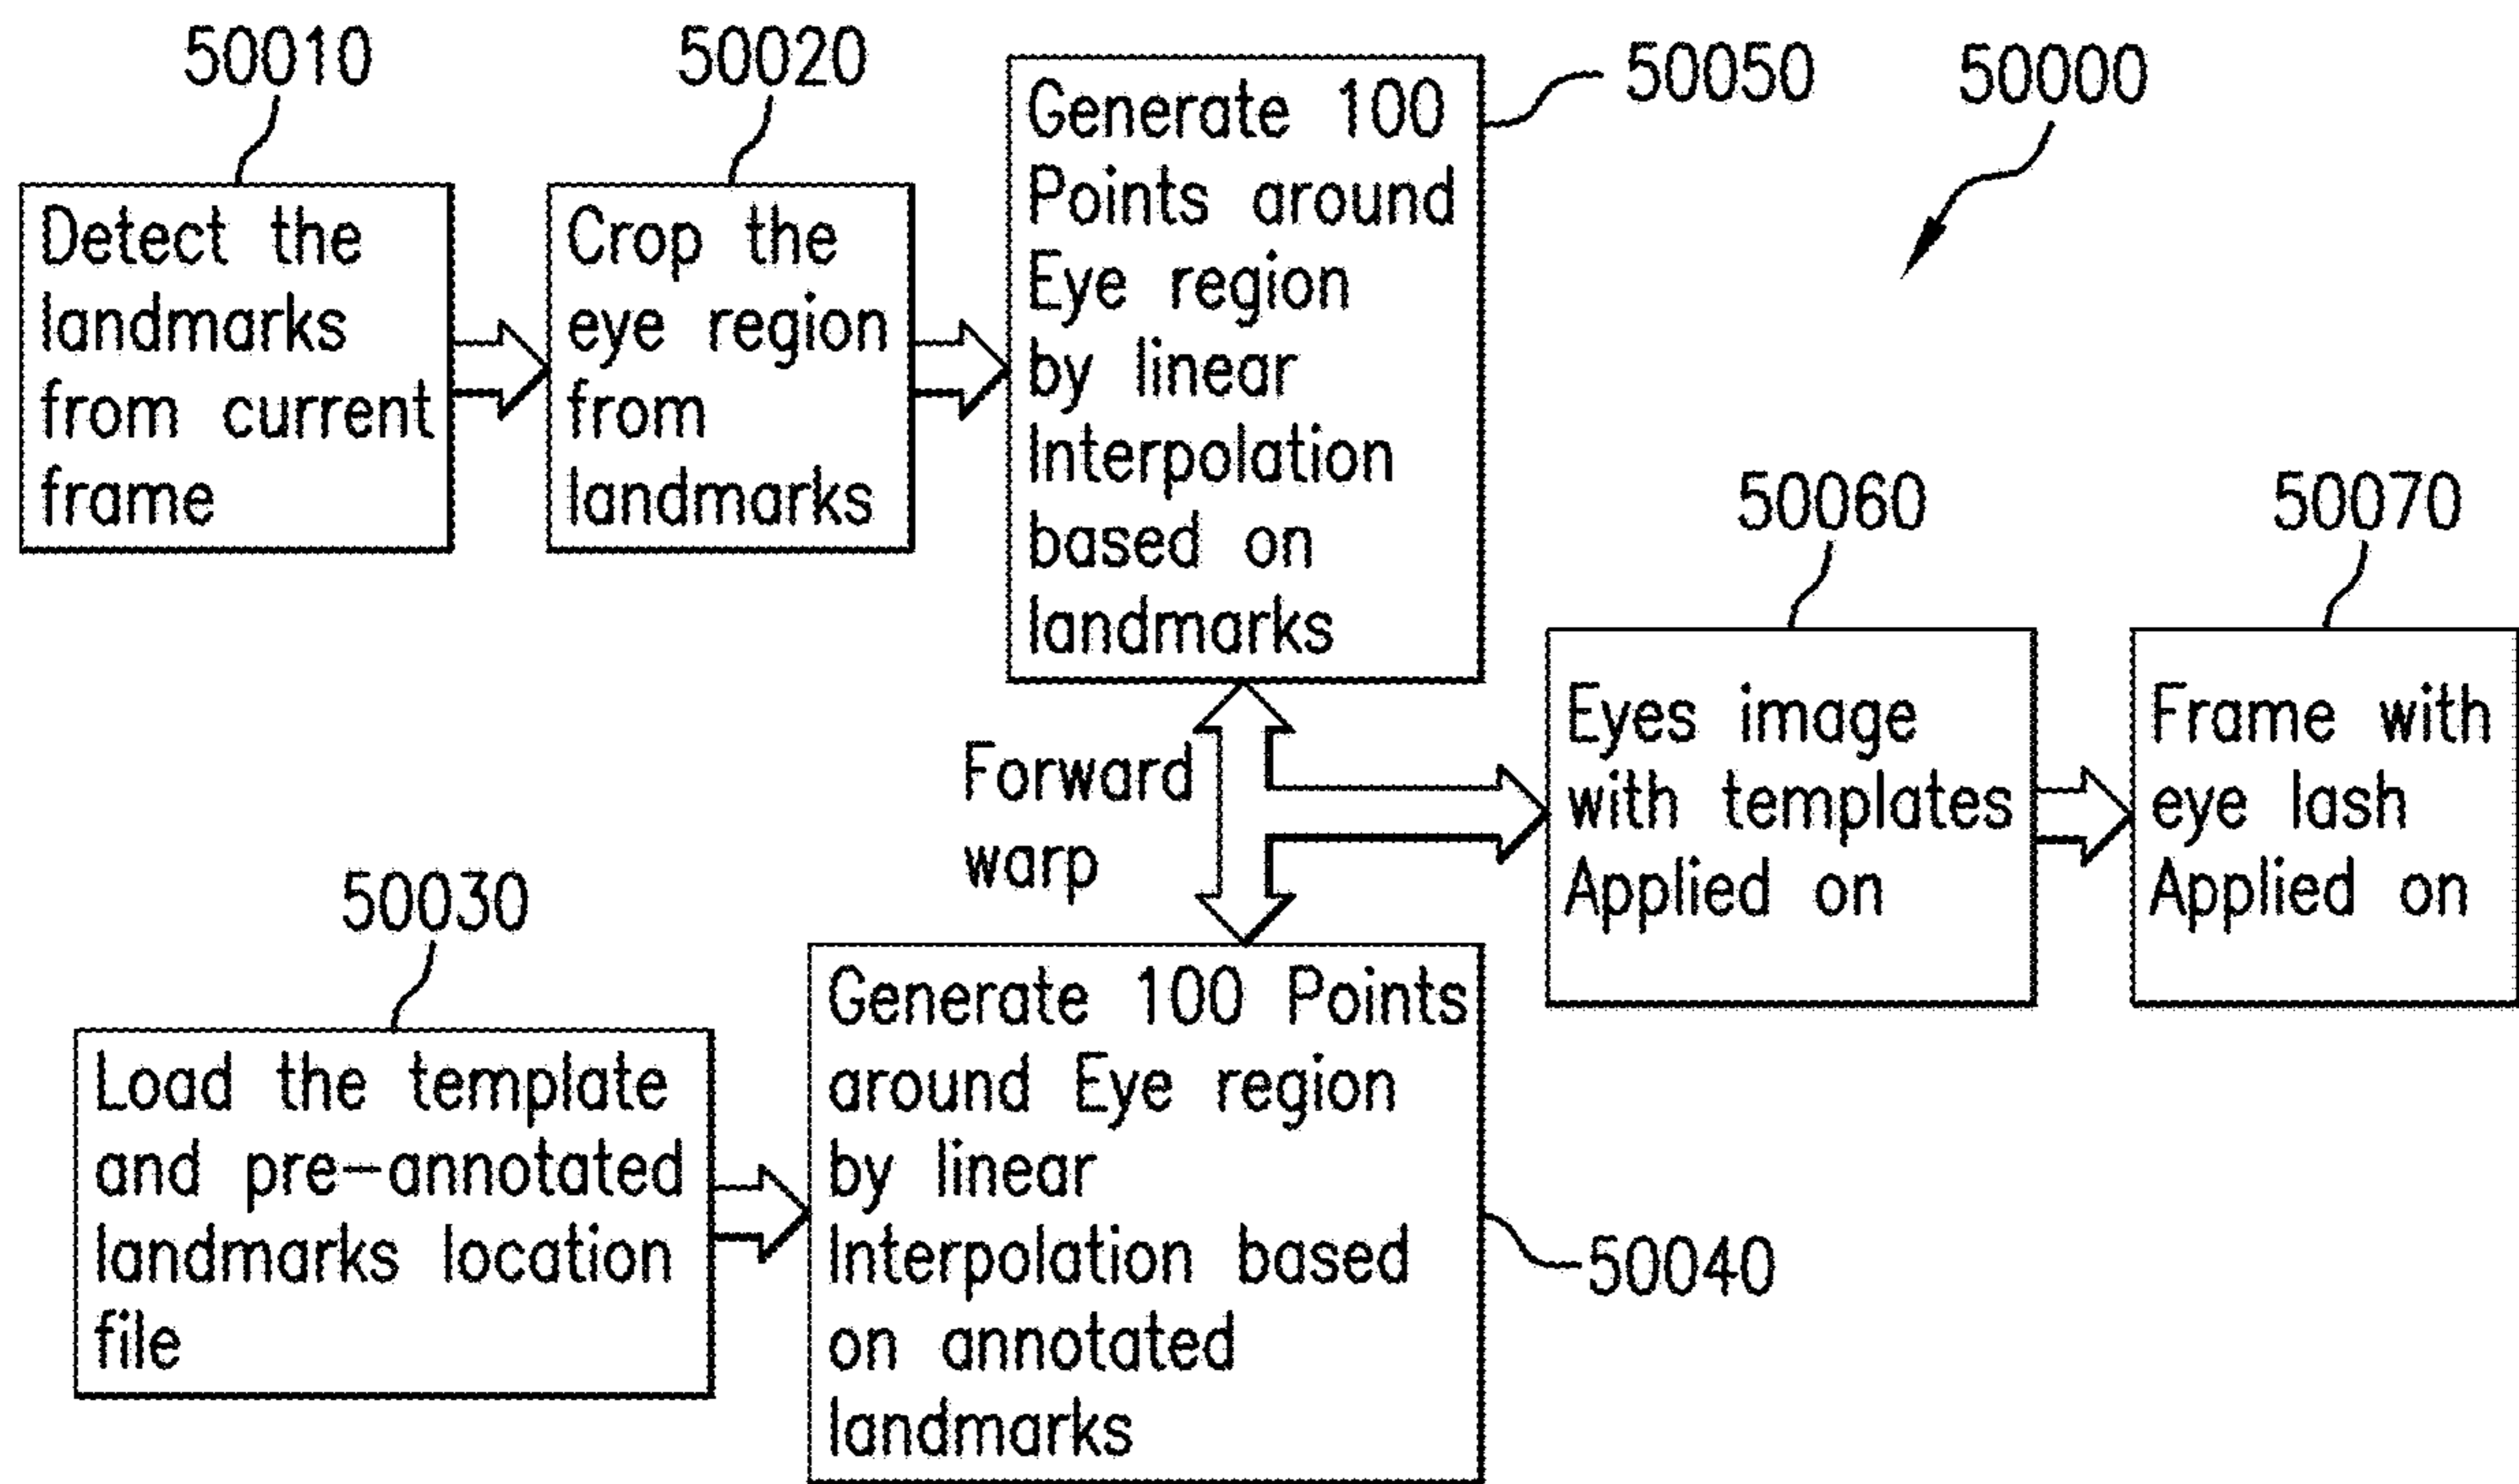 50010
50020
50050
50000
Detect the
landmarks
from current
frame
Crop the
eye region
from
landmarks
Generate 100
Points around
Eye region
by linear
Interpolation
based on
landmarks
50060
50070
Forward
warp
Eyes image
with templates
Applied on
Frame with
eye lash
Applied on
50030
Load the template
and pre-annotated
landmarks location
file
Generate 100 Points
around Eye region
by linear
Interpolation based
on annotated
landmarks
50040